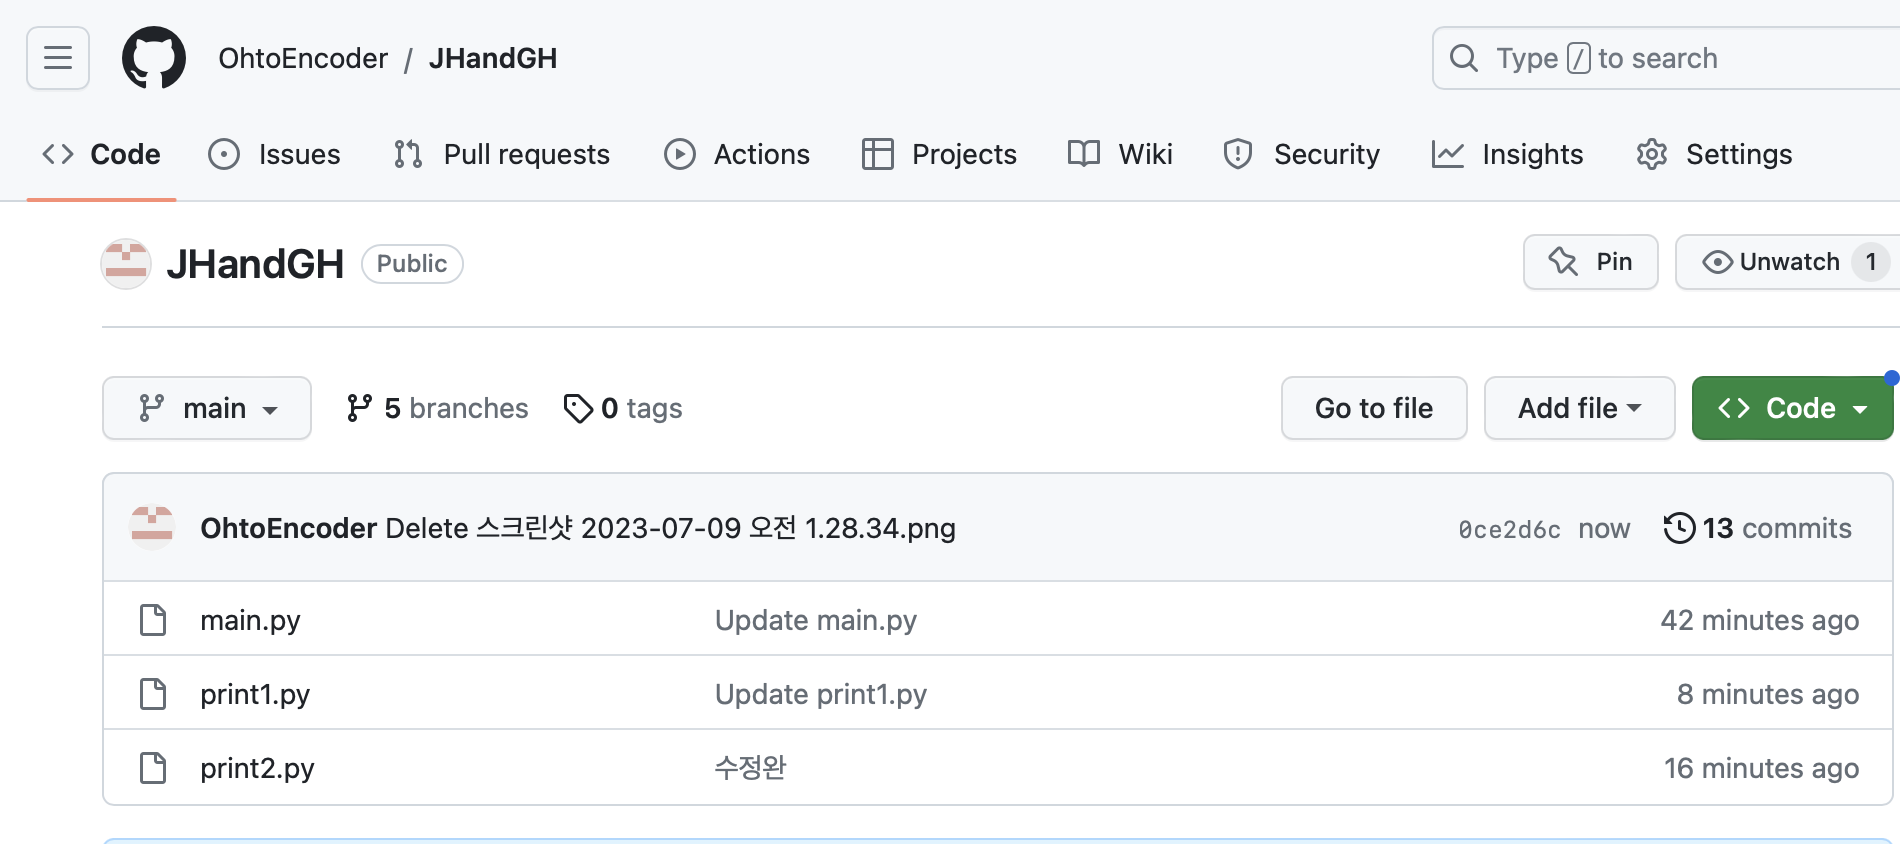 OhtoEncoder / JHandGH
Type / to search
Code Issues Pull requests Actions Projects Wiki Security Insights Settings
JHandGH Public
Pin Unwatch 1
main 5 branches 0 tags
Go to file Add file Code
OhtoEncoder Delete 스크린샷 2023-07-09 오전 1.28.34.png 0ce2d6c now 13 commits
main.py Update main.py 42 minutes ago
print1.py Update print1.py 8 minutes ago
print2.py 수정완 16 minutes ago